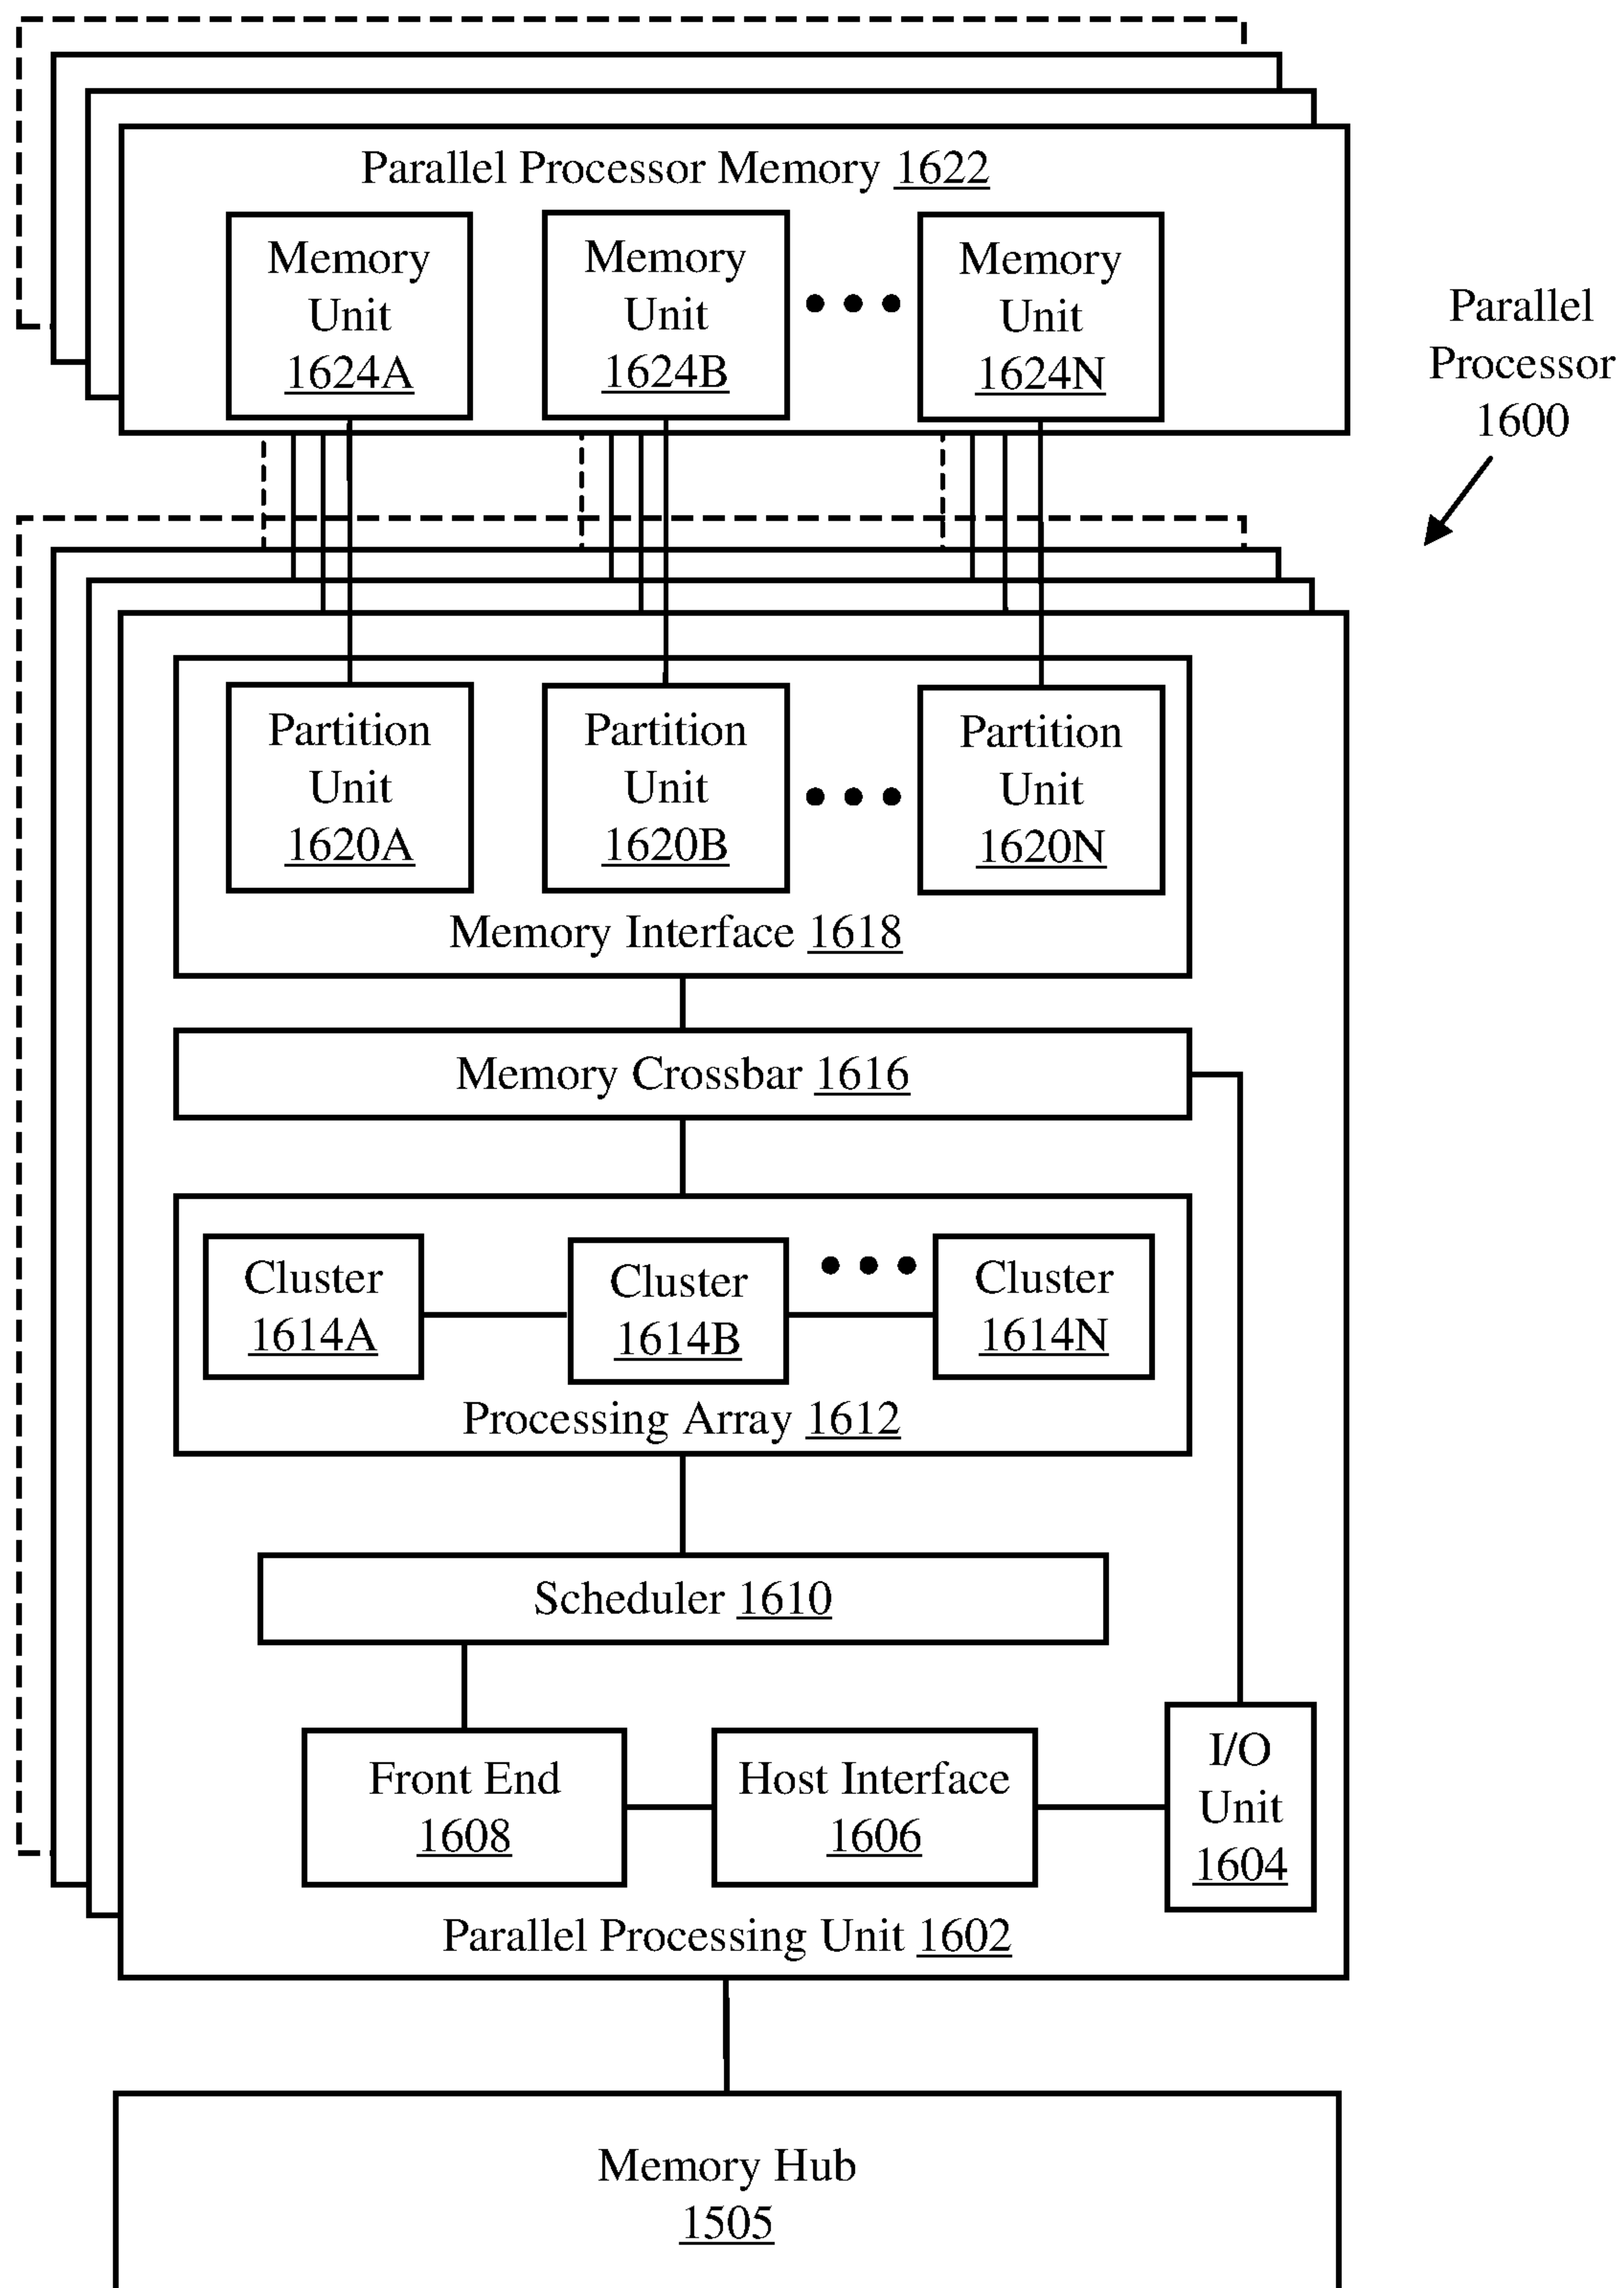 Parallel Processor Memory 1622
Memory
Unit
1624A
Memory
Unit
1624B
Memory
Unit
1624N
Parallel
Processor
1600
Partition
Unit
1620A
Partition
Unit
1620B
Partition
Unit
1620N
Memory Interface 1618
Memory Crossbar 1616
Cluster
1614A
Cluster
1614B
Cluster
1614N
Processing Array 1612
Scheduler 1610
Front End
1608
Host Interface
1606
I/O
Unit
1604
Parallel Processing Unit 1602
Memory Hub
1505